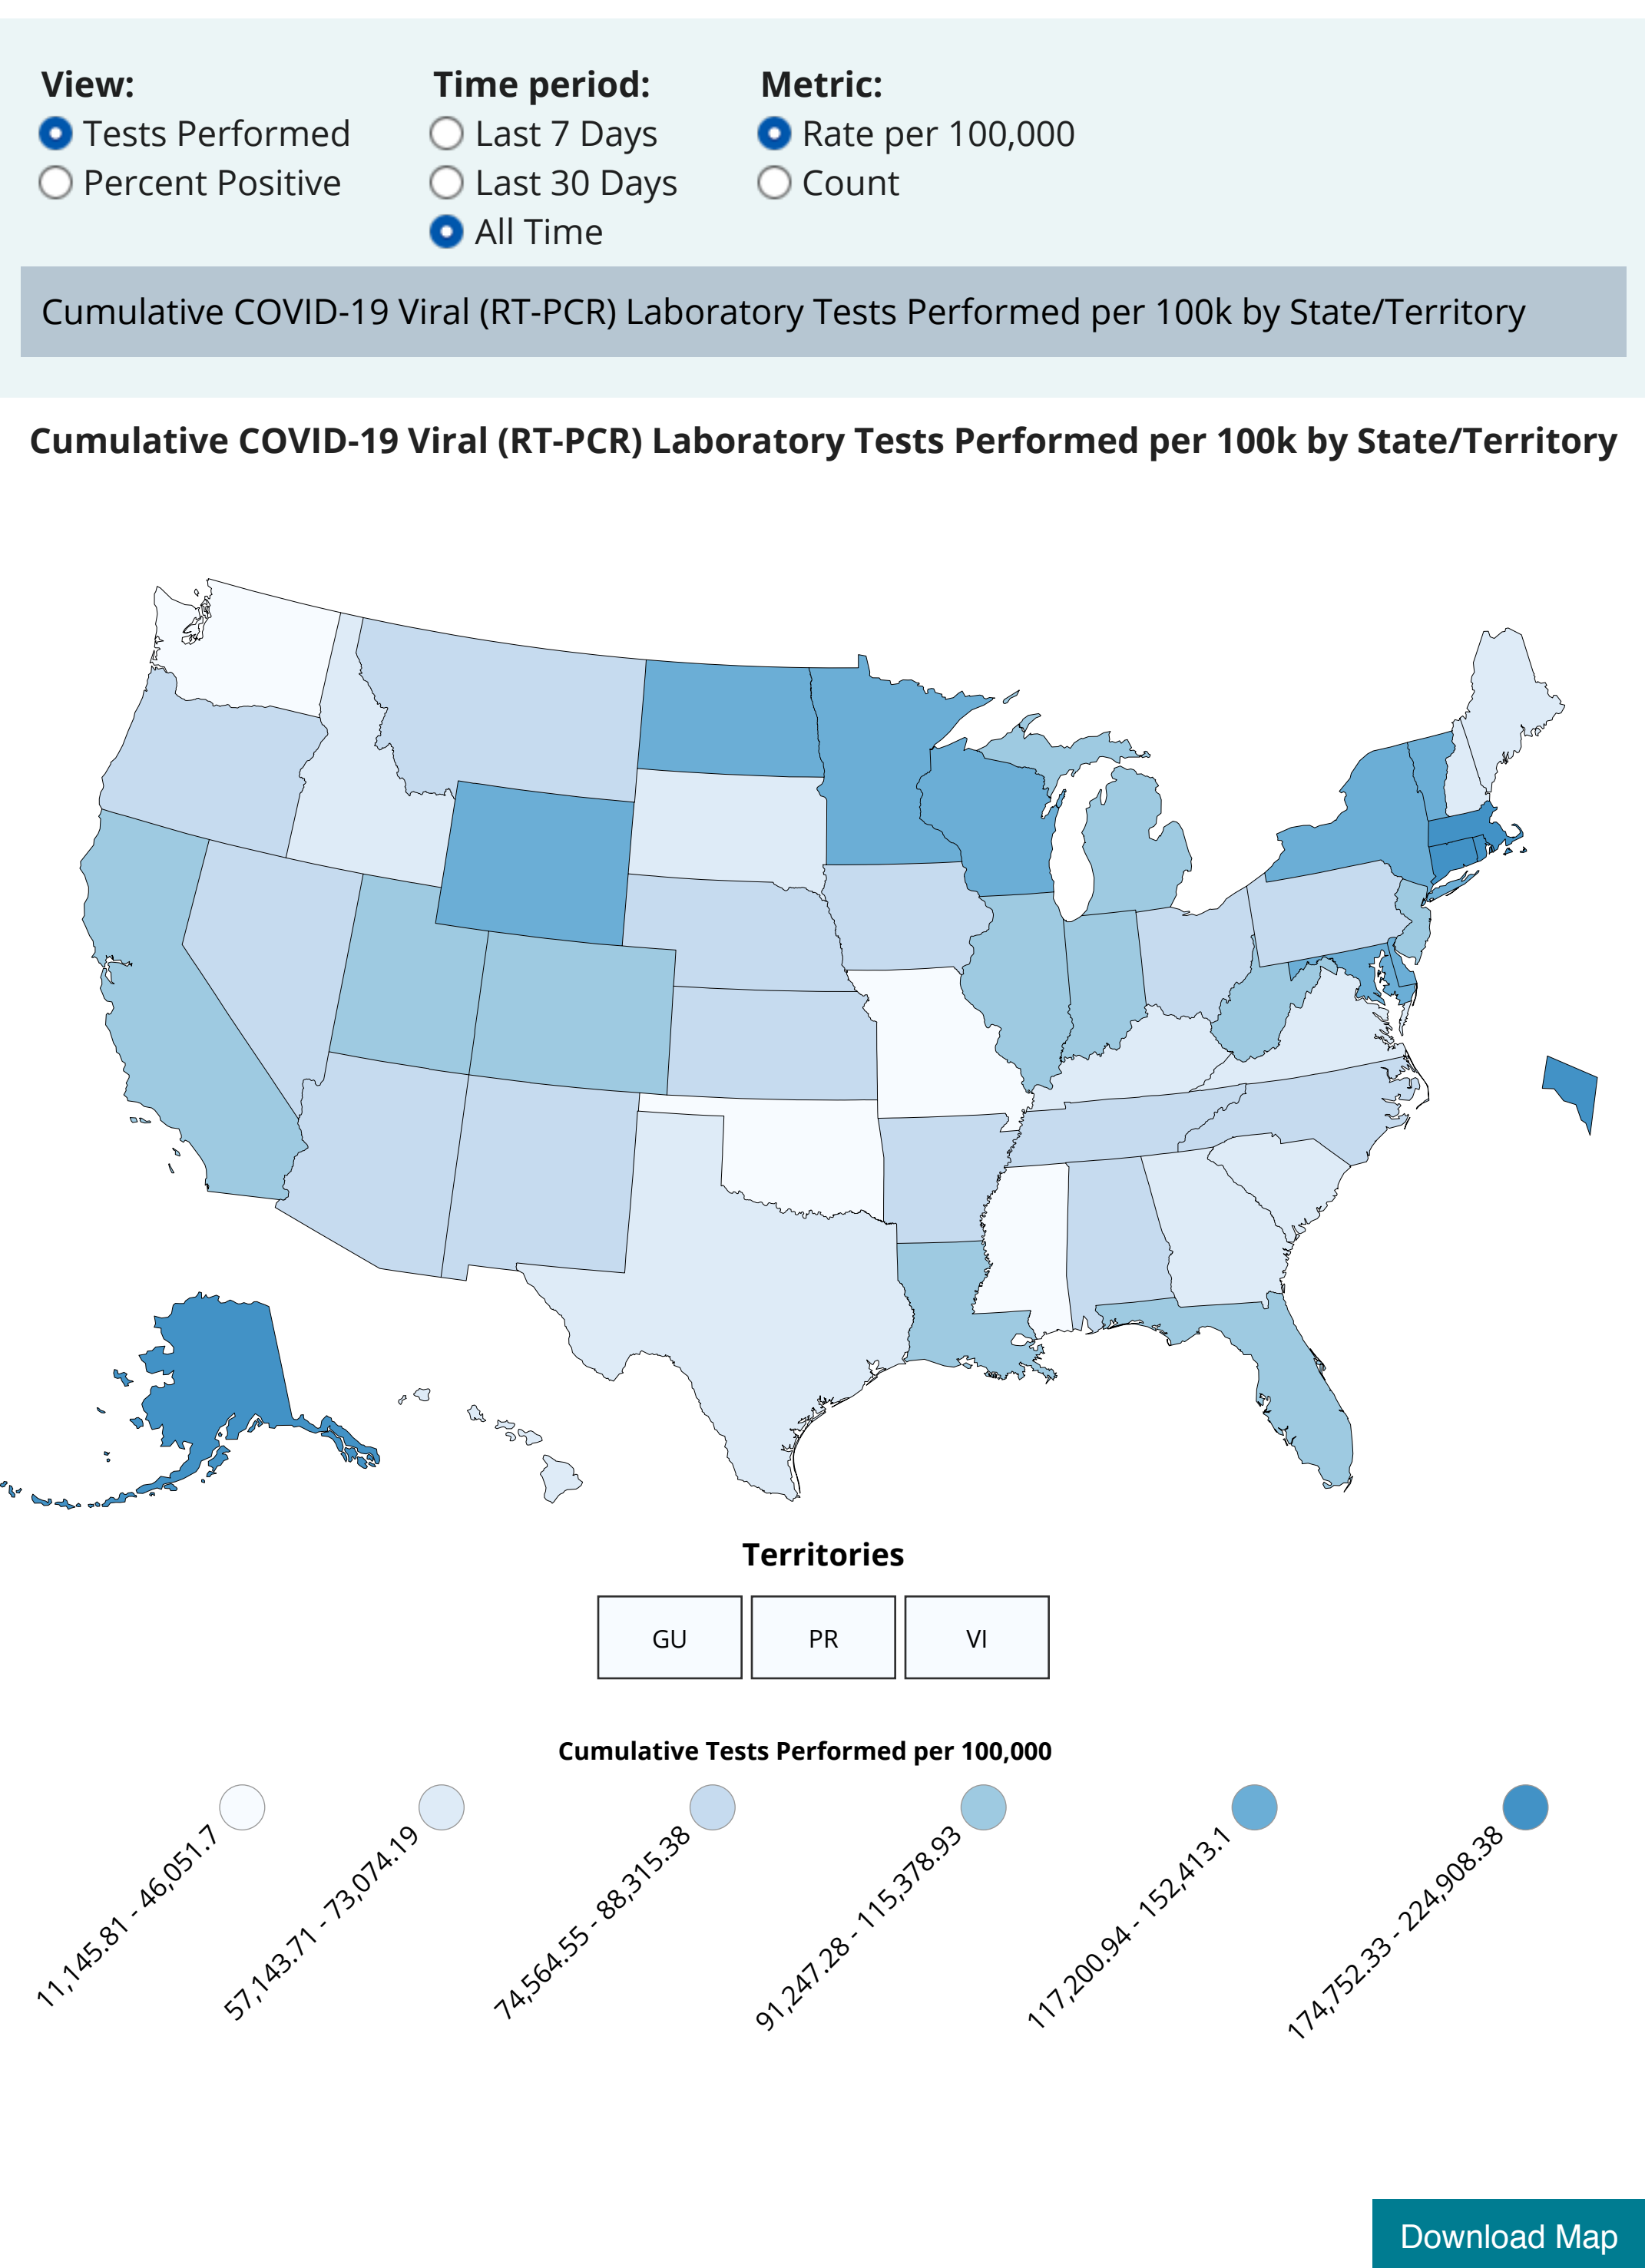 View:
Tests Performed
Percent Positive
Time period:
Last 7 Days
Last 30 Days
All Time
Metric:
Rate per 100,000
Count
Cumulative COVID-19 Viral (RT-PCR) Laboratory Tests Performed per 100k by State/Territory
Cumulative COVID-19 Viral (RT-PCR) Laboratory Tests Performed per 100k by State/Territory
Territories
GU
PR
VI
Cumulative Tests Performed per 100,000
11,145.81 - 46,051.7
57,143.71 - 73,074.19
74,564.55 - 88,315.38
91,247.28 - 115,378.93
117,200.94 - 152,413.1
174,752.33 - 224,908.38
Download Map